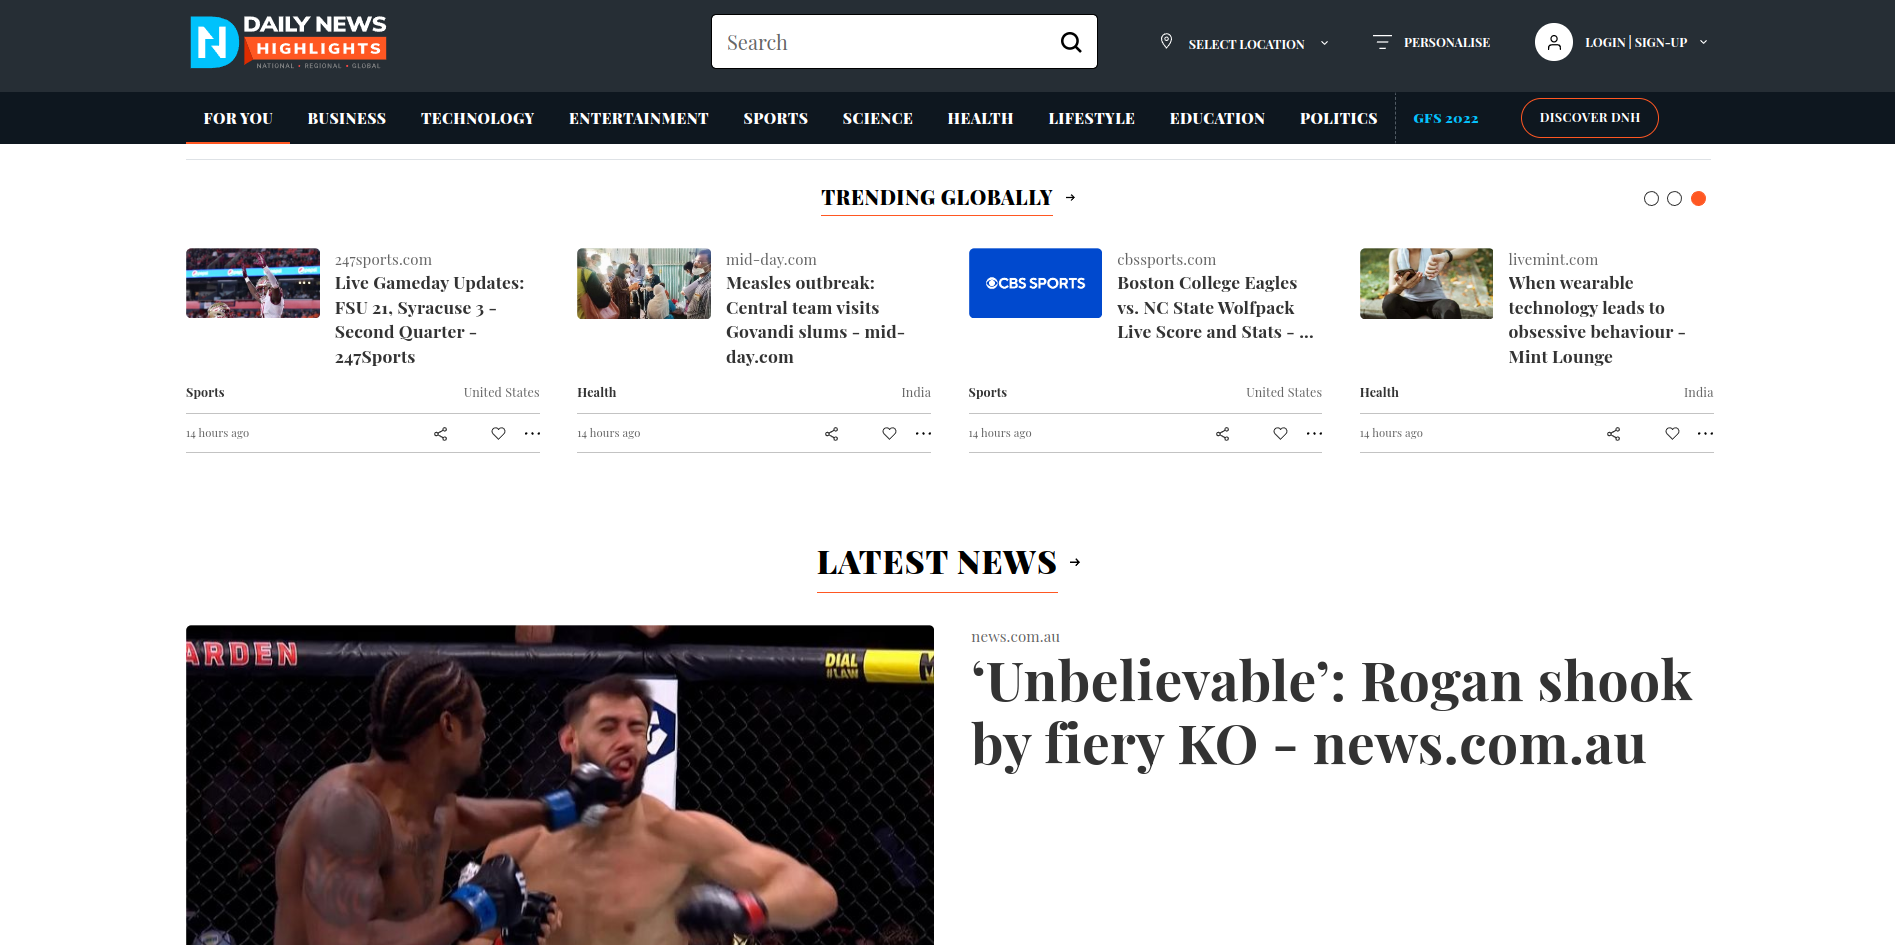 DAILY NEWS
HIGHLIGHTS
NATIONAL • REGIONAL • GLOBAL
Search
SELECT LOCATION
PERSONALISE
LOGIN | SIGN-UP
FOR YOU
BUSINESS
TECHNOLOGY
ENTERTAINMENT
SPORTS
SCIENCE
HEALTH
LIFESTYLE
EDUCATION
POLITICS
GFS 2022
DISCOVER DNH
TRENDING GLOBALLY
247sports.com
Live Gameday Updates:
FSU 21, Syracuse 3 -
Second Quarter -
247Sports
Sports
United States
14 hours ago
mid-day.com
Measles outbreak:
Central team visits
Govandi slums - mid-
day.com
Health
India
14 hours ago
CBS SPORTS
cbssports.com
Boston College Eagles
vs. NC State Wolfpack
Live Score and Stats - ...
Sports
United States
14 hours ago
livemint.com
When wearable
technology leads to
obsessive behaviour -
Mint Lounge
Health
India
14 hours ago
LATEST NEWS
ARDEN
DIAL
#LAW
news.com.au
‘Unbelievable’: Rogan shook
by fiery KO - news.com.au